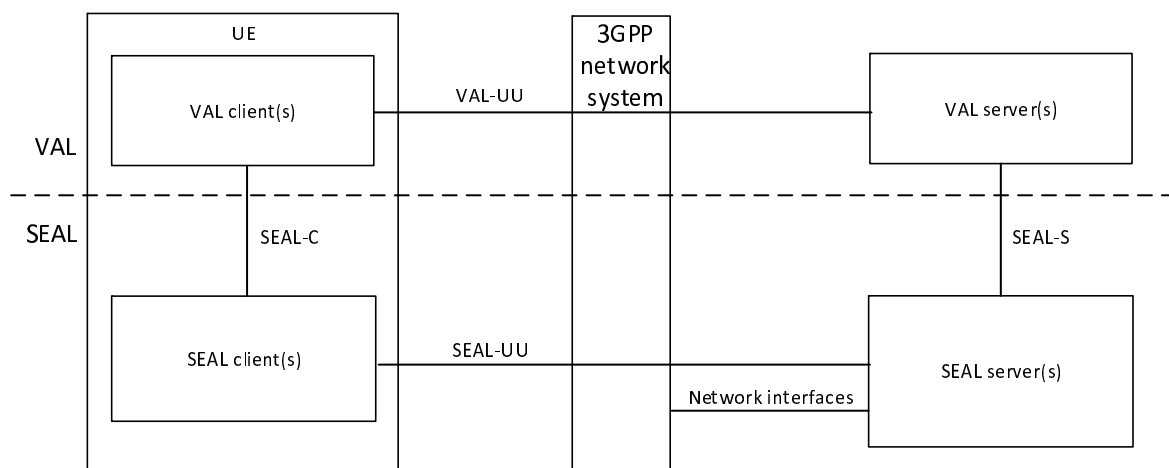 UE
3GPP
network
system
VAL client(s)
VAL-UU
VAL server(s)
VAL
SEAL
SEAL-C
SEAL-S
SEAL client(s)
SEAL-UU
SEAL server(s)
Network interfaces